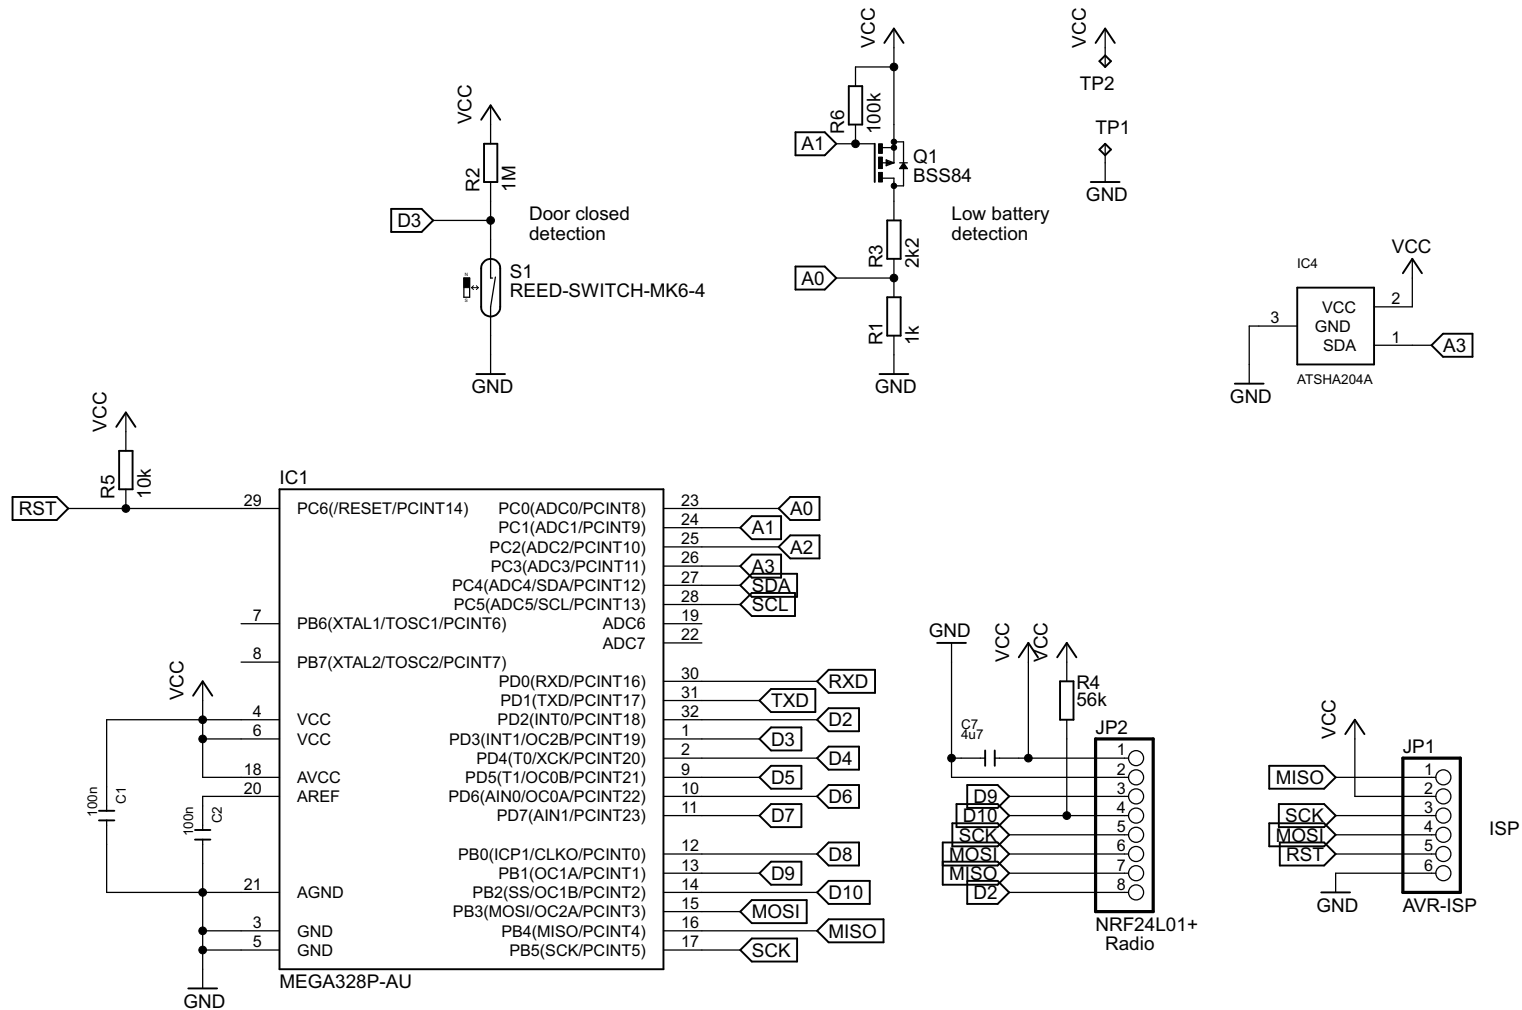 VCC
R2
1M
D3
Door closed
detection
S1
REED-SWITCH-MK6-4
GND
VCC
R6
100k
A1
Q1
BSS84
R3
2k2
Low battery
detection
A0
R1
1k
GND
VCC
TP2
TP1
GND
IC4
VCC
VCC
2
3
GND
SDA
1
A3
ATSHA204A
GND
VCC
R5
10k
RST
IC1
29 PC6(/RESET/PCINT14)
PC0(ADC0/PCINT8) 23 A0
PC1(ADC1/PCINT9) 24 A1
PC2(ADC2/PCINT10) 25 A2
PC3(ADC3/PCINT11) 26 A3
PC4(ADC4/SDA/PCINT12) 27 SDA
PC5(ADC5/SCL/PCINT13) 28 SCL
7 PB6(XTAL1/TOSC1/PCINT6)
ADC6 19
ADC7 22
8 PB7(XTAL2/TOSC2/PCINT7)
PD0(RXD/PCINT16) 30 RXD
PD1(TXD/PCINT17) 31 TXD
PD2(INT0/PCINT18) 32 D2
PD3(INT1/OC2B/PCINT19) 1 D3
PD4(T0/XCK/PCINT20) 2 D4
PD5(T1/OC0B/PCINT21) 9 D5
PD6(AIN0/OC0A/PCINT22) 10 D6
PD7(AIN1/PCINT23) 11 D7
PB0(ICP1/CLKO/PCINT0) 12 D8
PB1(OC1A/PCINT1) 13 D9
PB2(SS/OC1B/PCINT2) 14 D10
PB3(MOSI/OC2A/PCINT3) 15 MOSI
PB4(MISO/PCINT4) 16 MISO
PB5(SCK/PCINT5) 17 SCK
VCC
4 VCC
6 VCC
18 AVCC
20 AREF
100n
C1
100n
C2
21 AGND
3 GND
5 GND
GND
MEGA328P-AU
GND
VCC
VCC
R4
56k
C7
4u7
JP2
1
2
D9 3
D10 4
SCK 5
MOSI 6
MISO 7
D2 8
NRF24L01+
Radio
VCC
JP1
MISO 1
2
SCK 3
MOSI 4
RST 5
6
GND
AVR-ISP
ISP